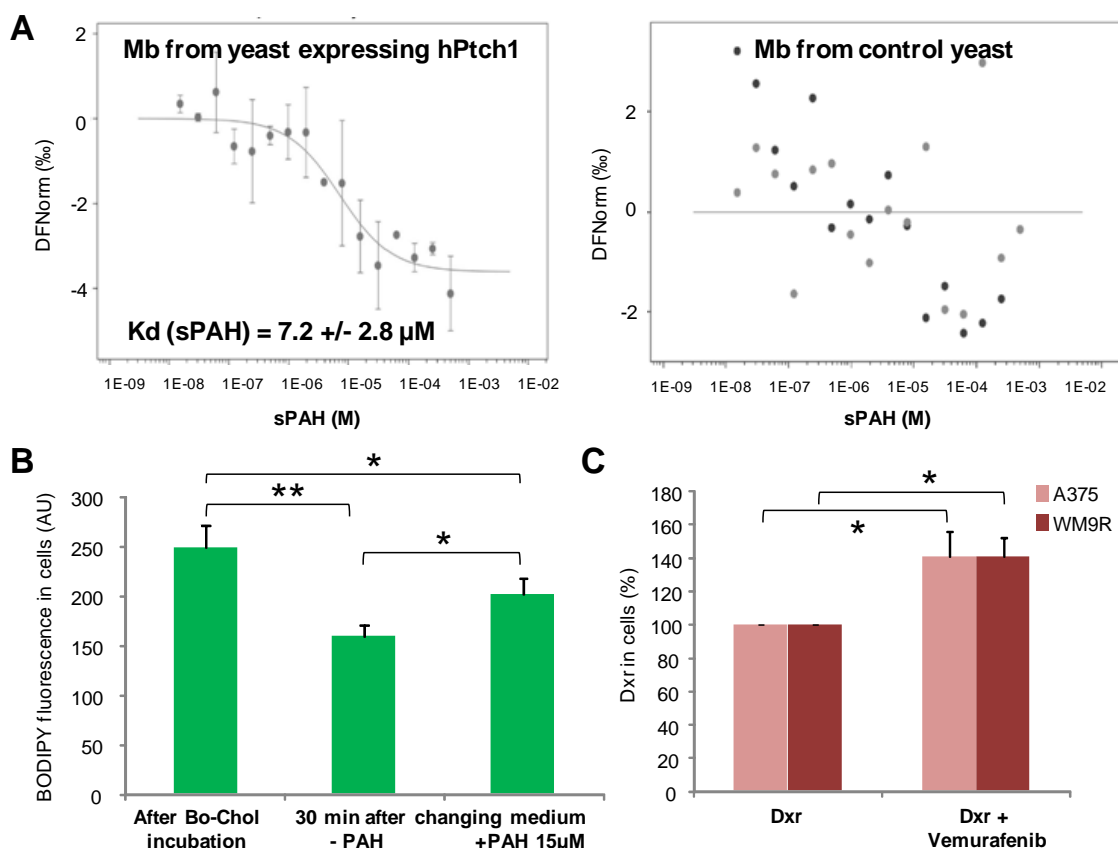 A
Mb from yeast expressing hPtch1
2
0
-2
-4
DFNorm (‰)
Kd (sPAH) = 7.2 +/- 2.8 µM
1E-09 1E-08 1E-07 1E-06 1E-05 1E-04 1E-03 1E-02
sPAH (M)
Mb from control yeast
2
0
-2
DFNorm (‰)
1E-09 1E-08 1E-07 1E-06 1E-05 1E-04 1E-03 1E-02
sPAH (M)
B
BODIPY fluorescence in cells (AU)
300
250
200
150
100
50
0
*
**
*
After Bo-Chol 30 min after changing medium
incubation - PAH +PAH 15µM
C
Dxr in cells (%)
180
160
140
120
100
80
60
40
20
0
*
*
A375
WM9R
Dxr Dxr +
Vemurafenib